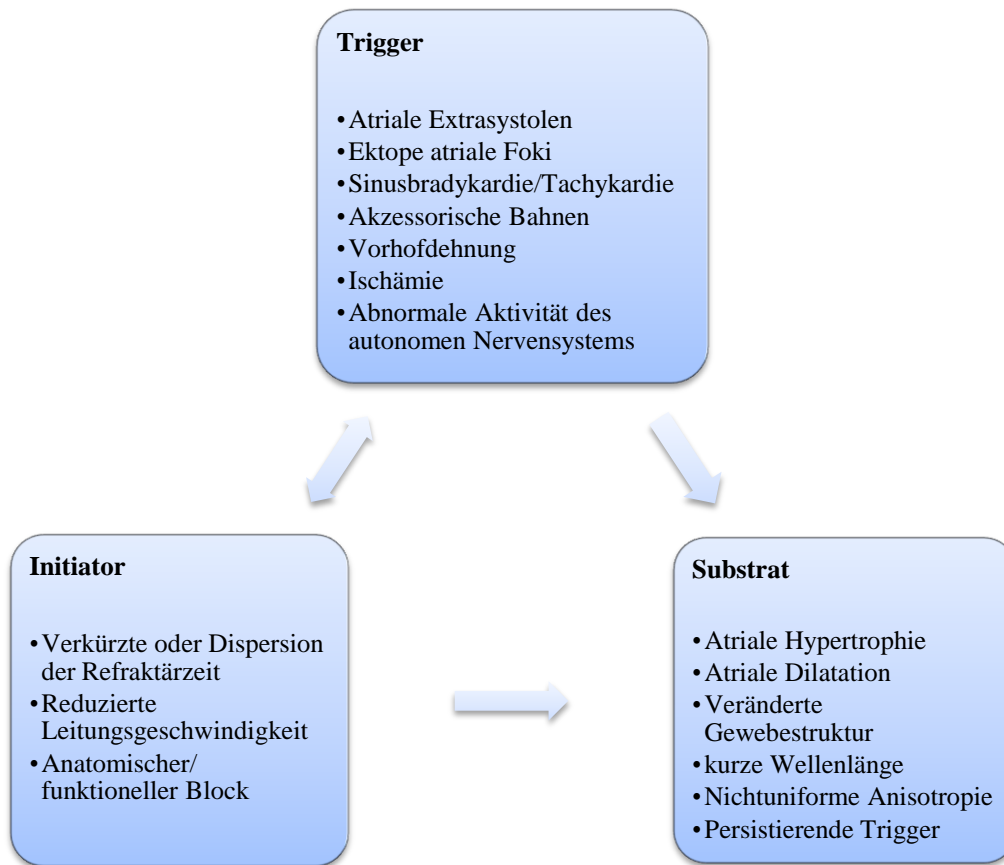 Trigger
•Atriale Extrasystolen
•Ektope atriale Foki
•Sinusbradykardie/Tachykardie
•Akzessorische Bahnen
•Vorhofdehnung
•Ischämie
•Abnormale Aktivität des
autonomen Nervensystems
Initiator
•Verkürzte oder Dispersion
der Refraktärzeit
•Reduzierte
Leitungsgeschwindigkeit
•Anatomischer/
funktioneller Block
Substrat
•Atriale Hypertrophie
•Atriale Dilatation
•Veränderte
Gewebestruktur
•kurze Wellenlänge
•Nichtuniforme Anisotropie
•Persistierende Trigger